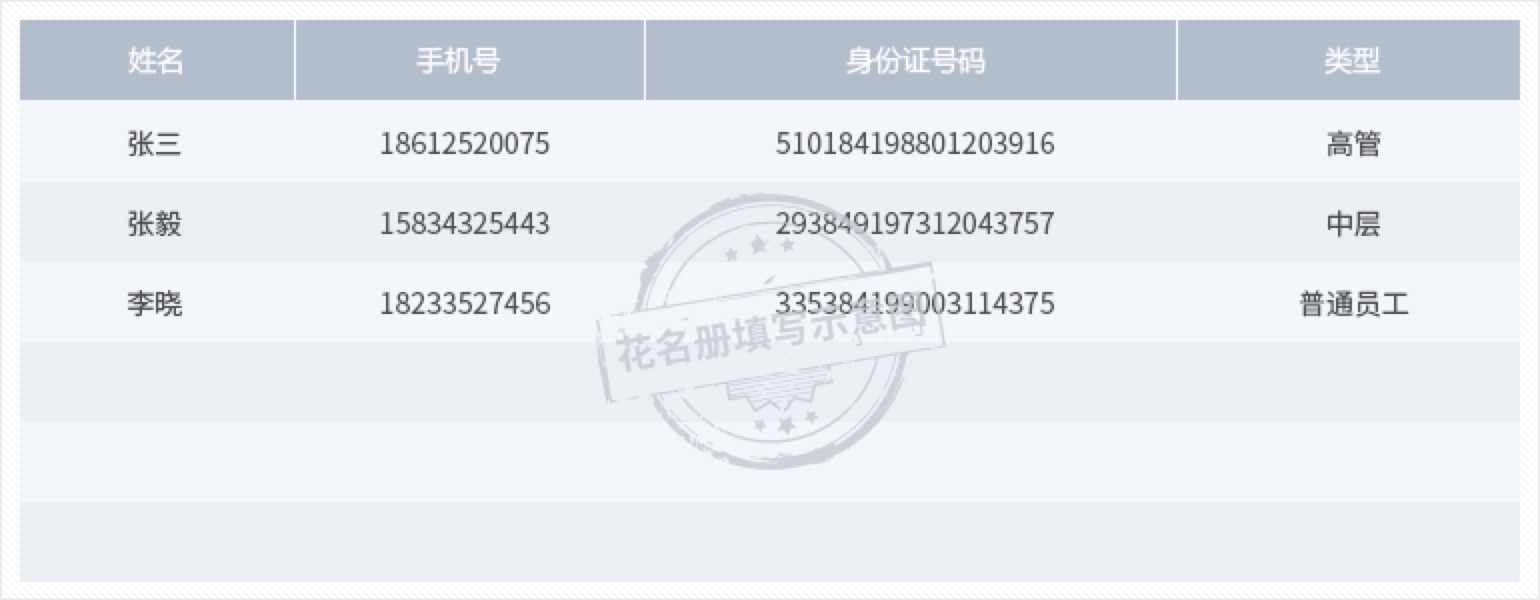 姓名 手机号 身份证号码 类型
张三 18612520075 510184198801203916 高管
张毅 15834325443 293849197312043757 中层
李晓 18233527456 335384199003114375 普通员工
花名册填写示意图